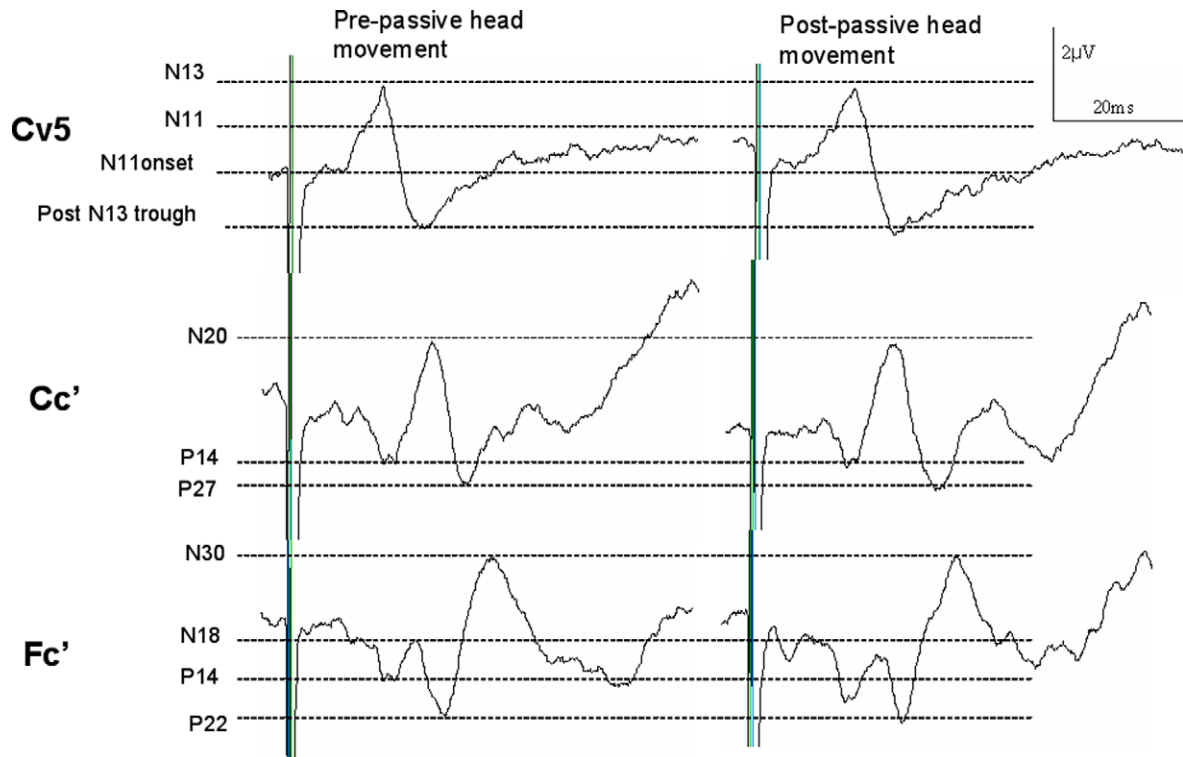 Pre-passive head
movement
Post-passive head
movement
2µV
20ms
Cv5
N13
N11
N11onset
Post N13 trough
Cc’
N20
P14
P27
Fc’
N30
N18
P14
P22